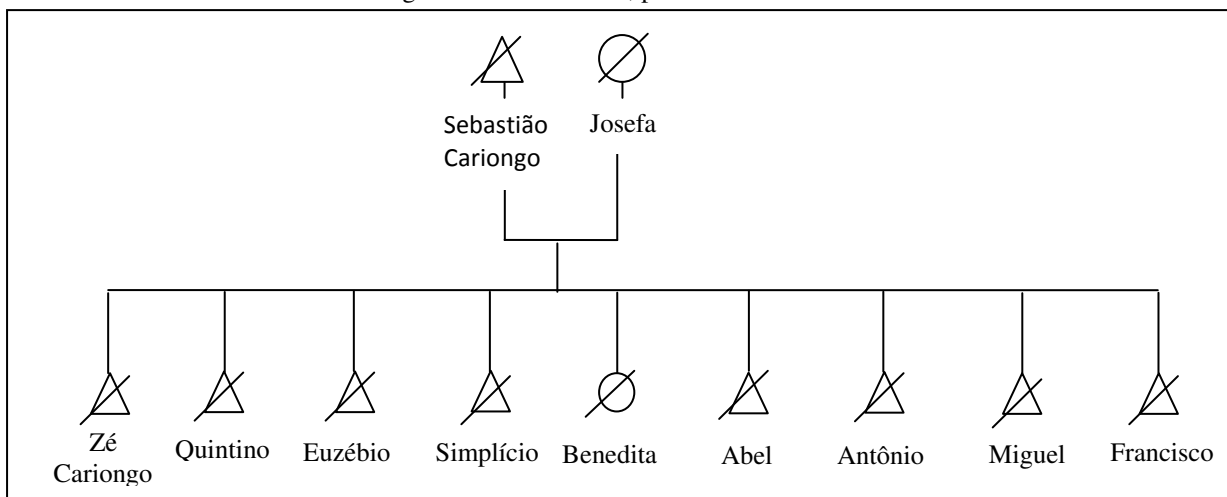 Sebastião
Cariongo
Josefa
Zé
Cariongo
Quintino
Euzébio
Simplício
Benedita
Abel
Antônio
Miguel
Francisco